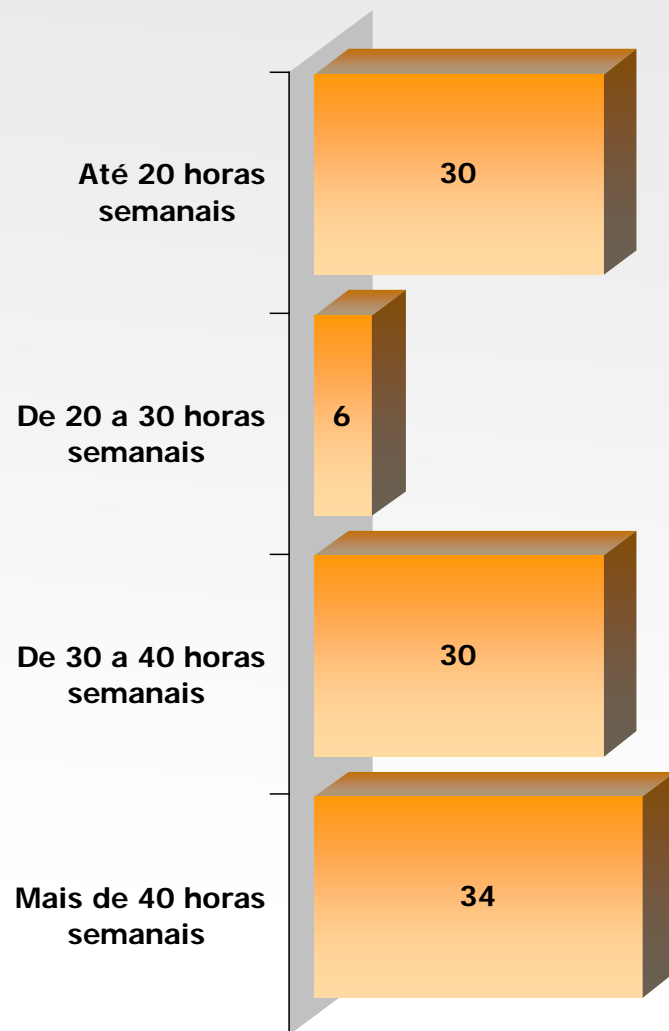 Até 20 horas
semanais
30
De 20 a 30 horas
semanais
6
De 30 a 40 horas
semanais
30
Mais de 40 horas
semanais
34